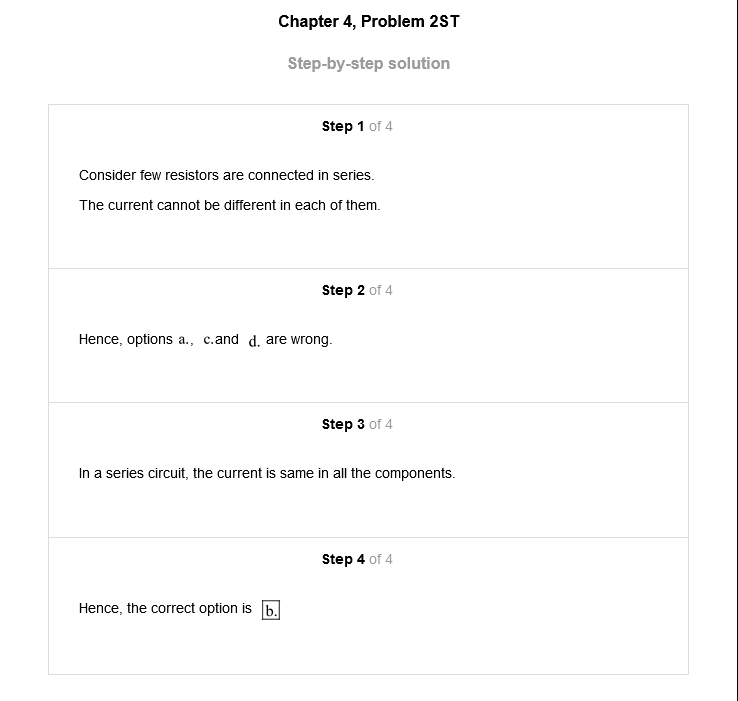 Chapter 4, Problem 2ST
Step-by-step solution
Step 1 of 4
Consider few resistors are connected in series.
The current cannot be different in each of them.
Step 2 of 4
Hence, options a., c.and d. are wrong.
Step 3 of 4
In a series circuit, the current is same in all the components.
Step 4 of 4
Hence, the correct option is b.